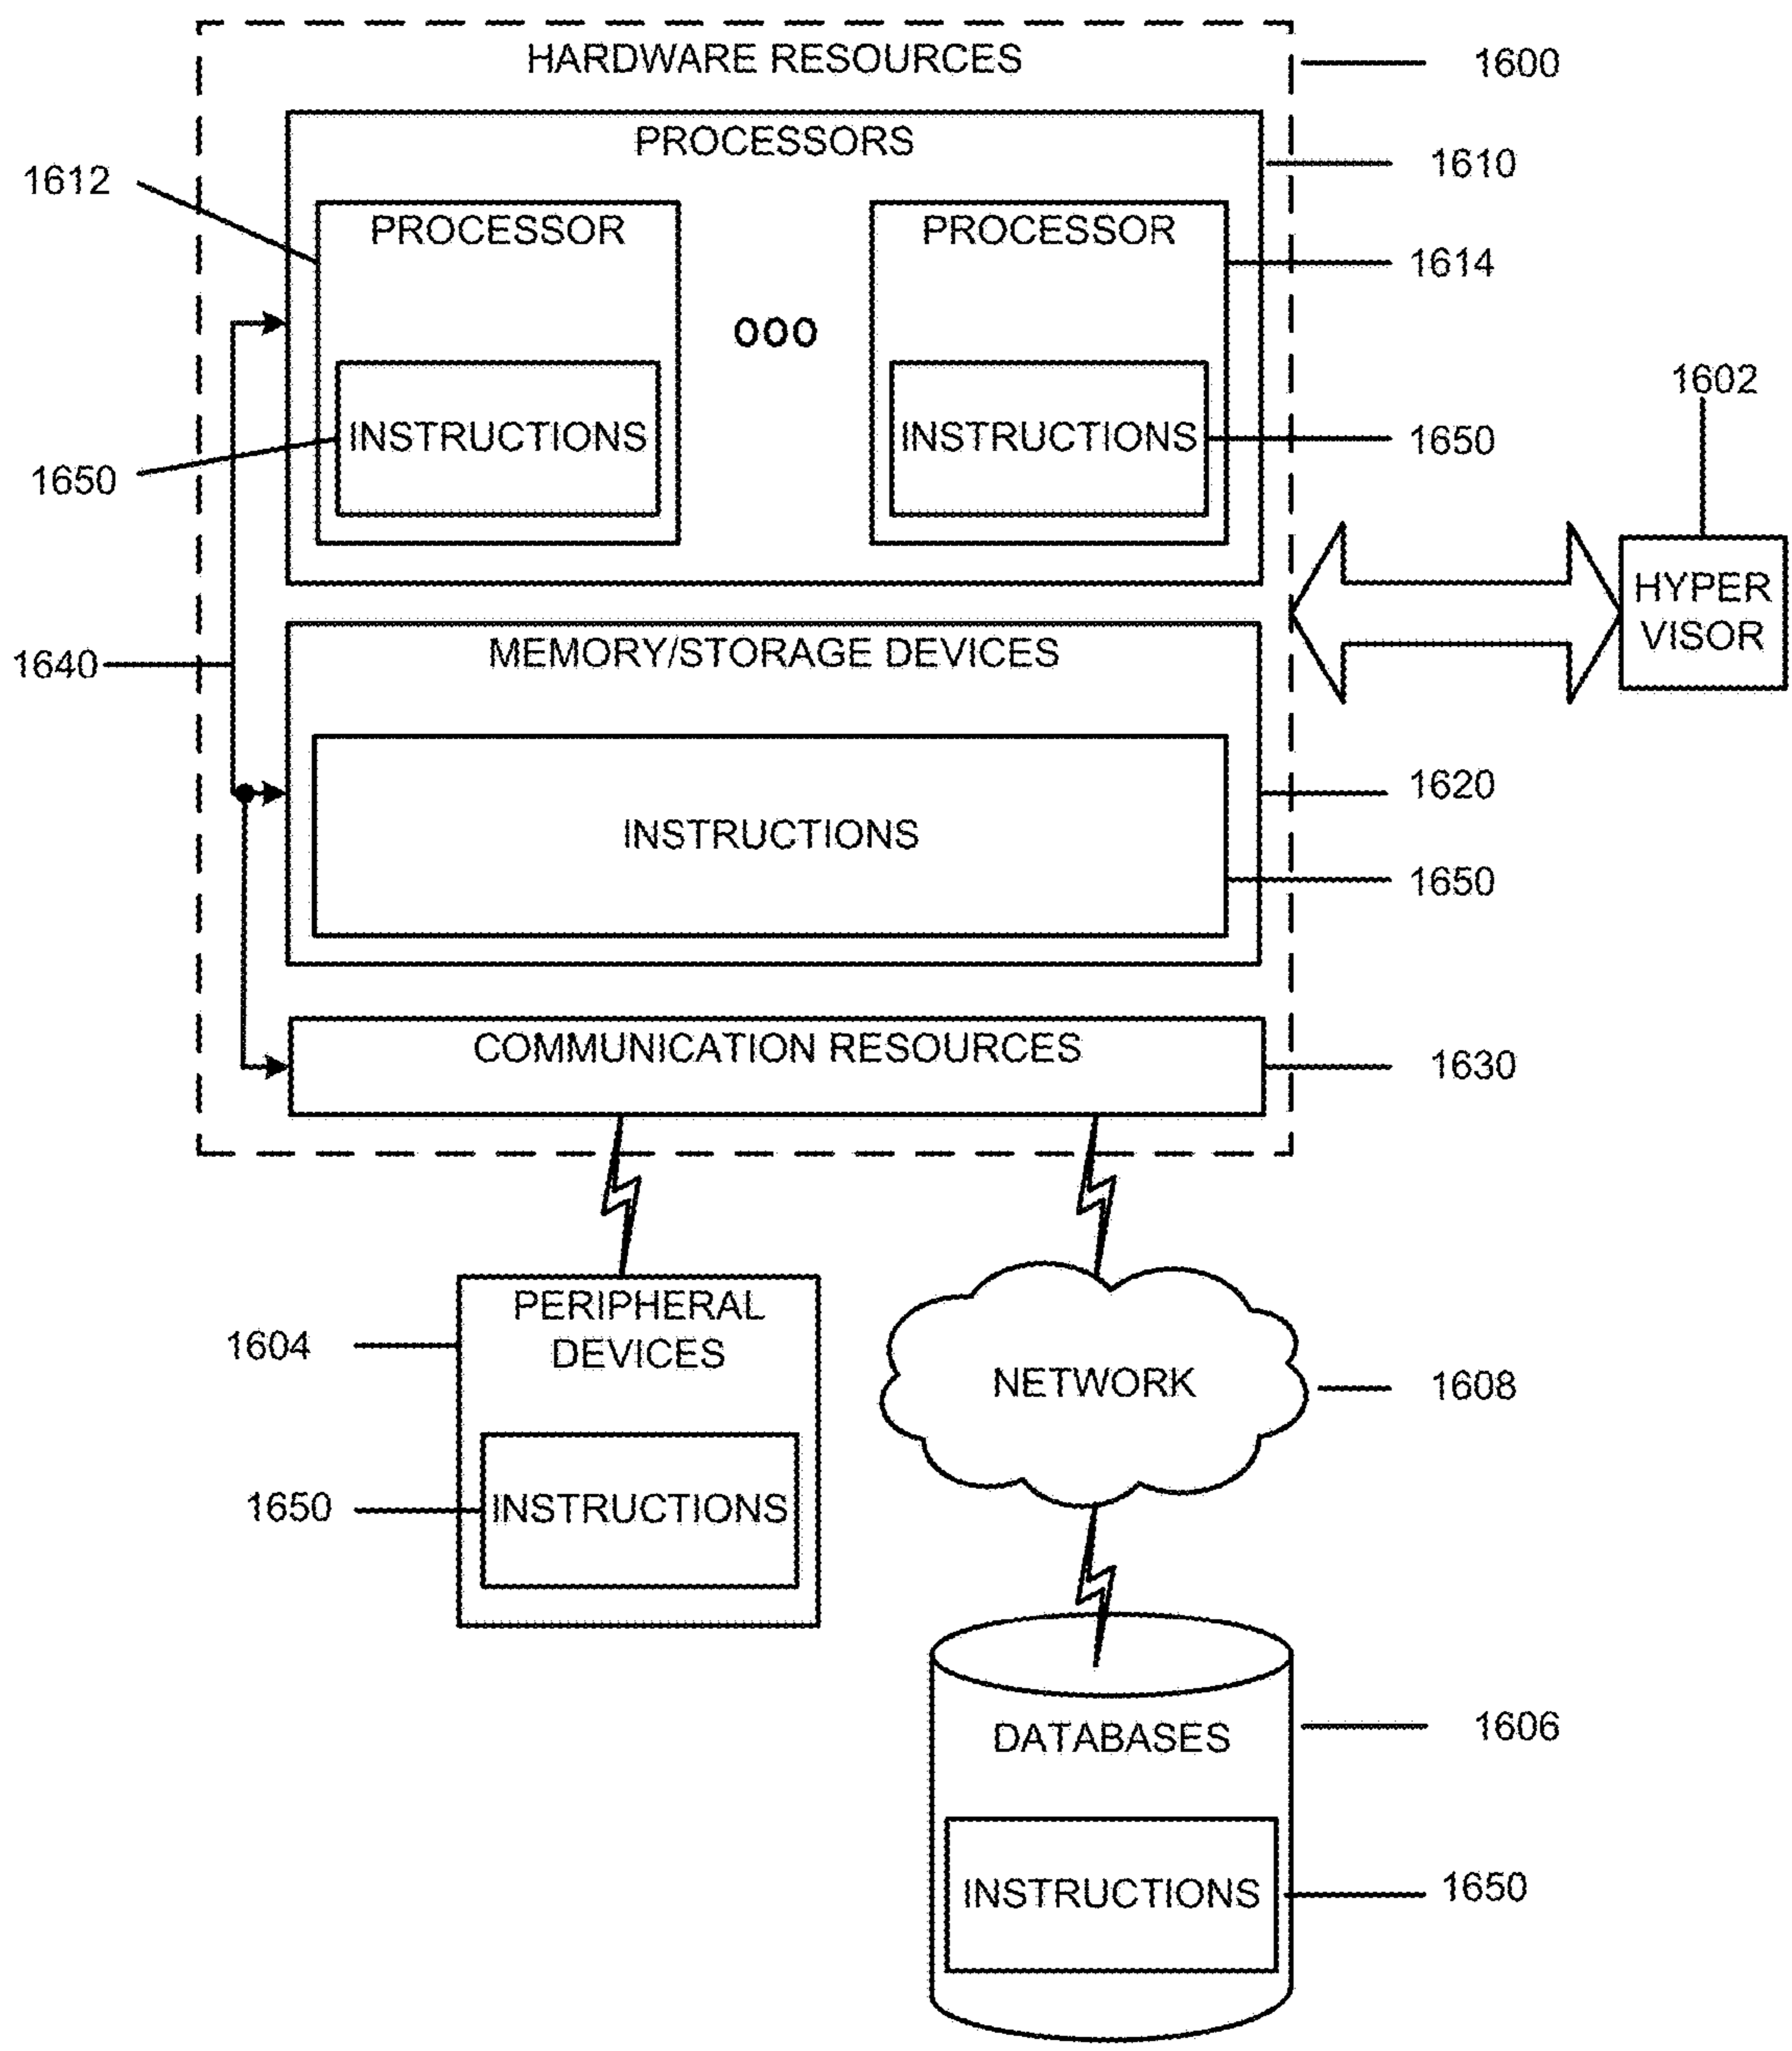 HARDWARE RESOURCES
1600
PROCESSORS
1610
1612
PROCESSOR
PROCESSOR
1614
000
1602
INSTRUCTIONS
INSTRUCTIONS
1650
1650
HYPER
VISOR
MEMORY/STORAGE DEVICES
1640
1620
INSTRUCTIONS
1650
COMMUNICATION RESOURCES
1630
PERIPHERAL
DEVICES
1604
NETWORK
1608
1650
INSTRUCTIONS
DATABASES
1606
INSTRUCTIONS
1650